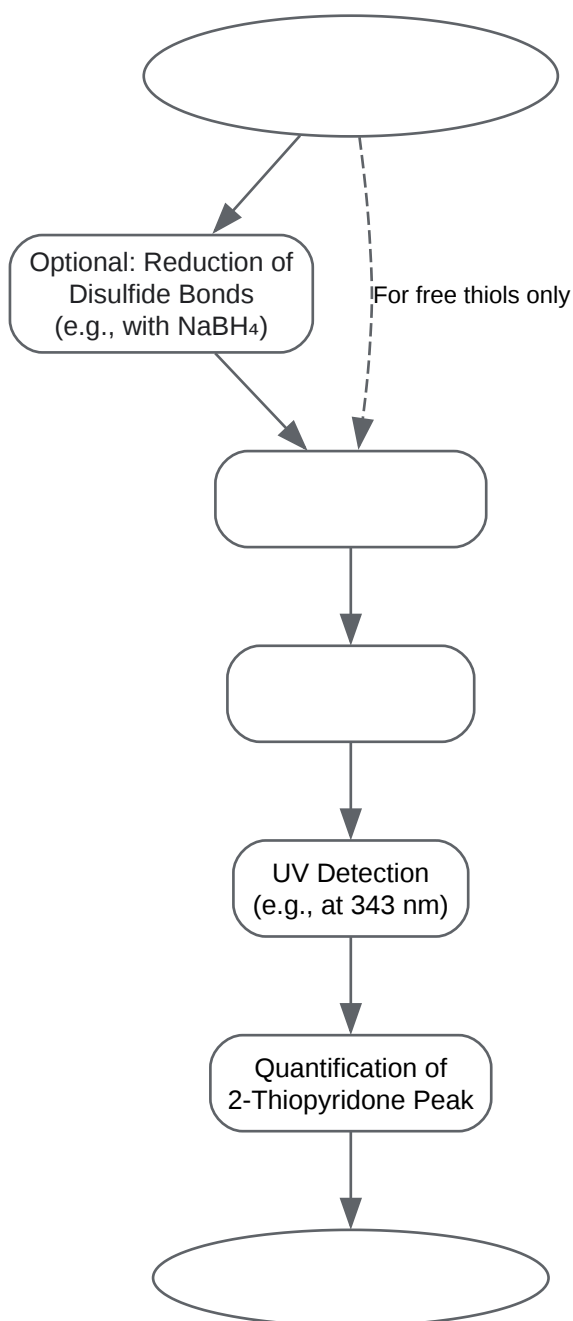 Optional: Reduction of
Disulfide Bonds
(e.g., with NaBH₄)
For free thiols only
UV Detection
(e.g., at 343 nm)
Quantification of
2-Thiopyridone Peak